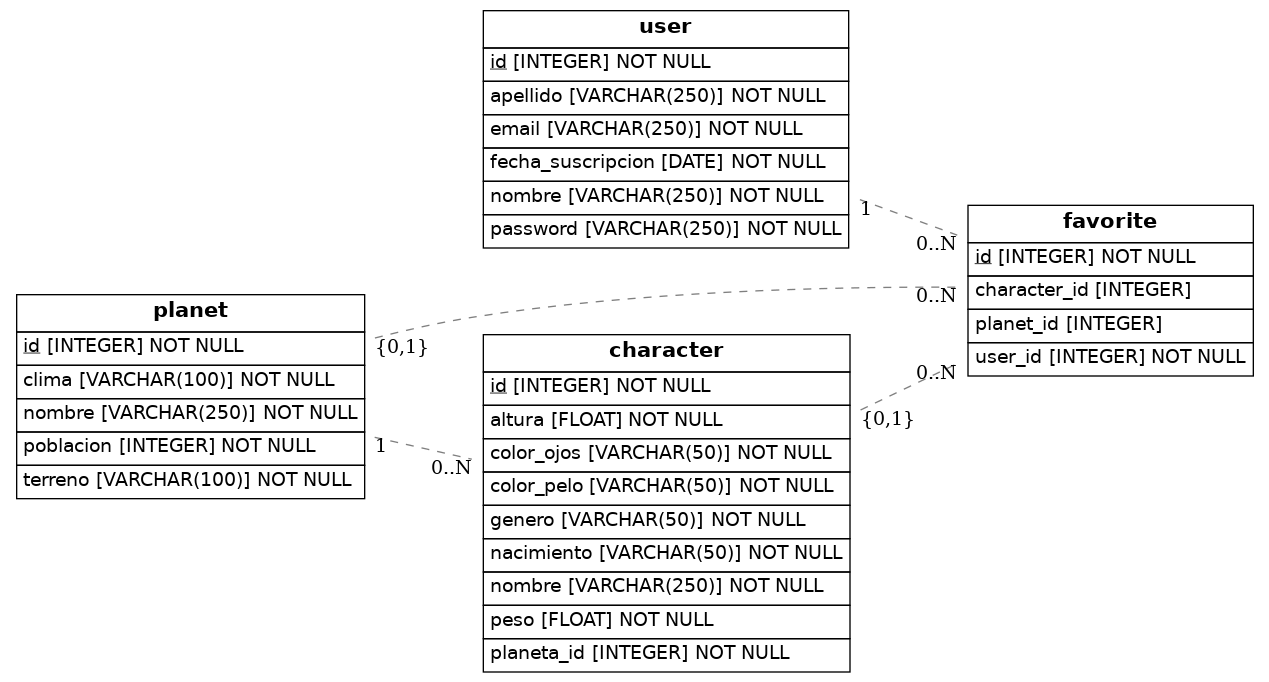 user
id [INTEGER] NOT NULL
apellido [VARCHAR(250)] NOT NULL
email [VARCHAR(250)] NOT NULL
fecha_suscripcion [DATE] NOT NULL
nombre [VARCHAR(250)] NOT NULL
password [VARCHAR(250)] NOT NULL
1
0..N
favorite
id [INTEGER] NOT NULL
character_id [INTEGER]
planet_id [INTEGER]
user_id [INTEGER] NOT NULL
0..N
{0,1}
planet
id [INTEGER] NOT NULL
clima [VARCHAR(100)] NOT NULL
nombre [VARCHAR(250)] NOT NULL
poblacion [INTEGER] NOT NULL
terreno [VARCHAR(100)] NOT NULL
1
0..N
character
id [INTEGER] NOT NULL
altura [FLOAT] NOT NULL
color_ojos [VARCHAR(50)] NOT NULL
color_pelo [VARCHAR(50)] NOT NULL
genero [VARCHAR(50)] NOT NULL
nacimiento [VARCHAR(50)] NOT NULL
nombre [VARCHAR(250)] NOT NULL
peso [FLOAT] NOT NULL
planeta_id [INTEGER] NOT NULL
0..N
{0,1}